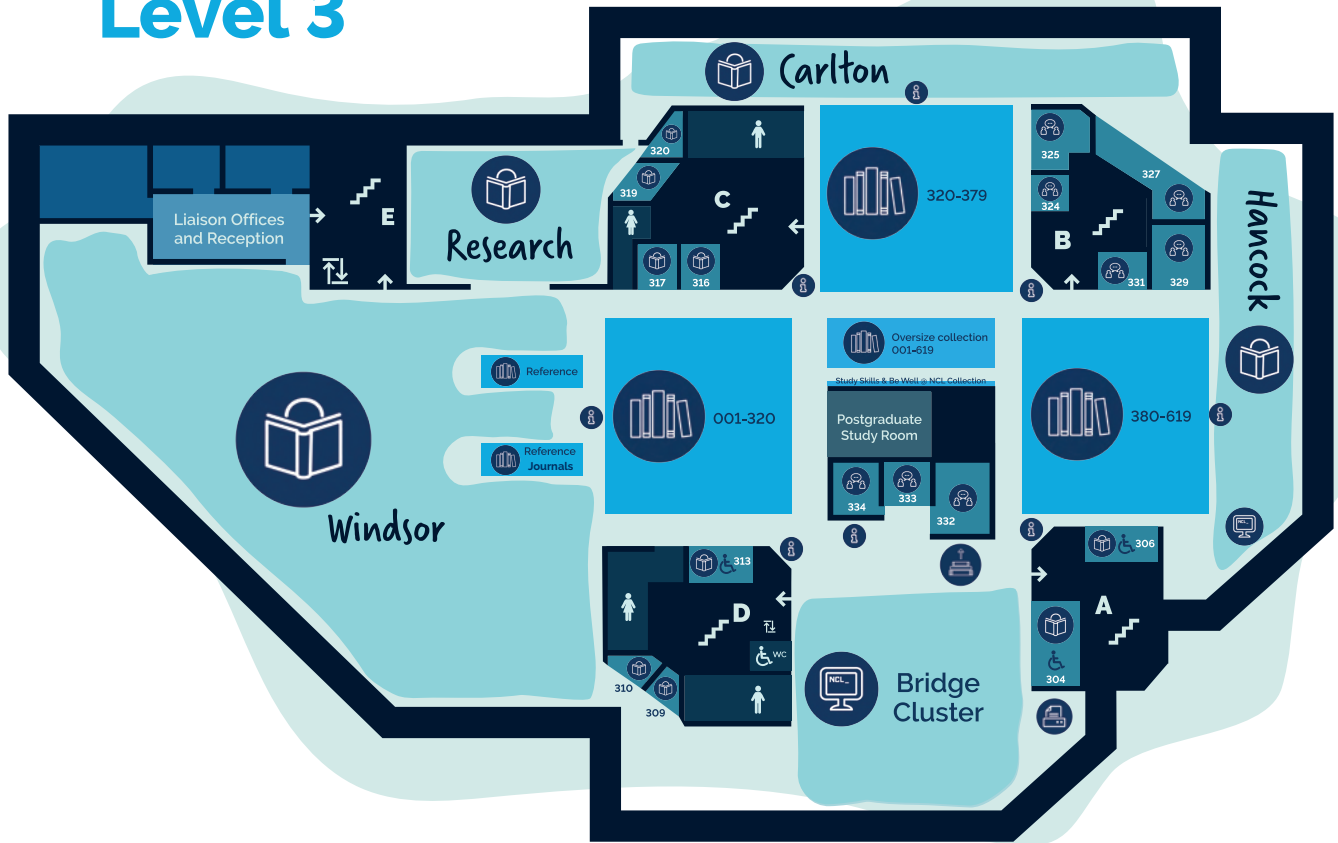 Level 3
Carlton
320
319
C
317
316
E
Liaison Offices
and Reception
Research
320-379
325
324
327
B
331
329
Hancock
Reference
Reference
Journals
Windsor
001-320
Oversize collection
001-619
Study Skills & Be Well @ NCL Collection
Postgraduate
Study Room
334
333
332
380-619
NCL_
313
D
WC
310
309
NCL_
Bridge
Cluster
306
A
304